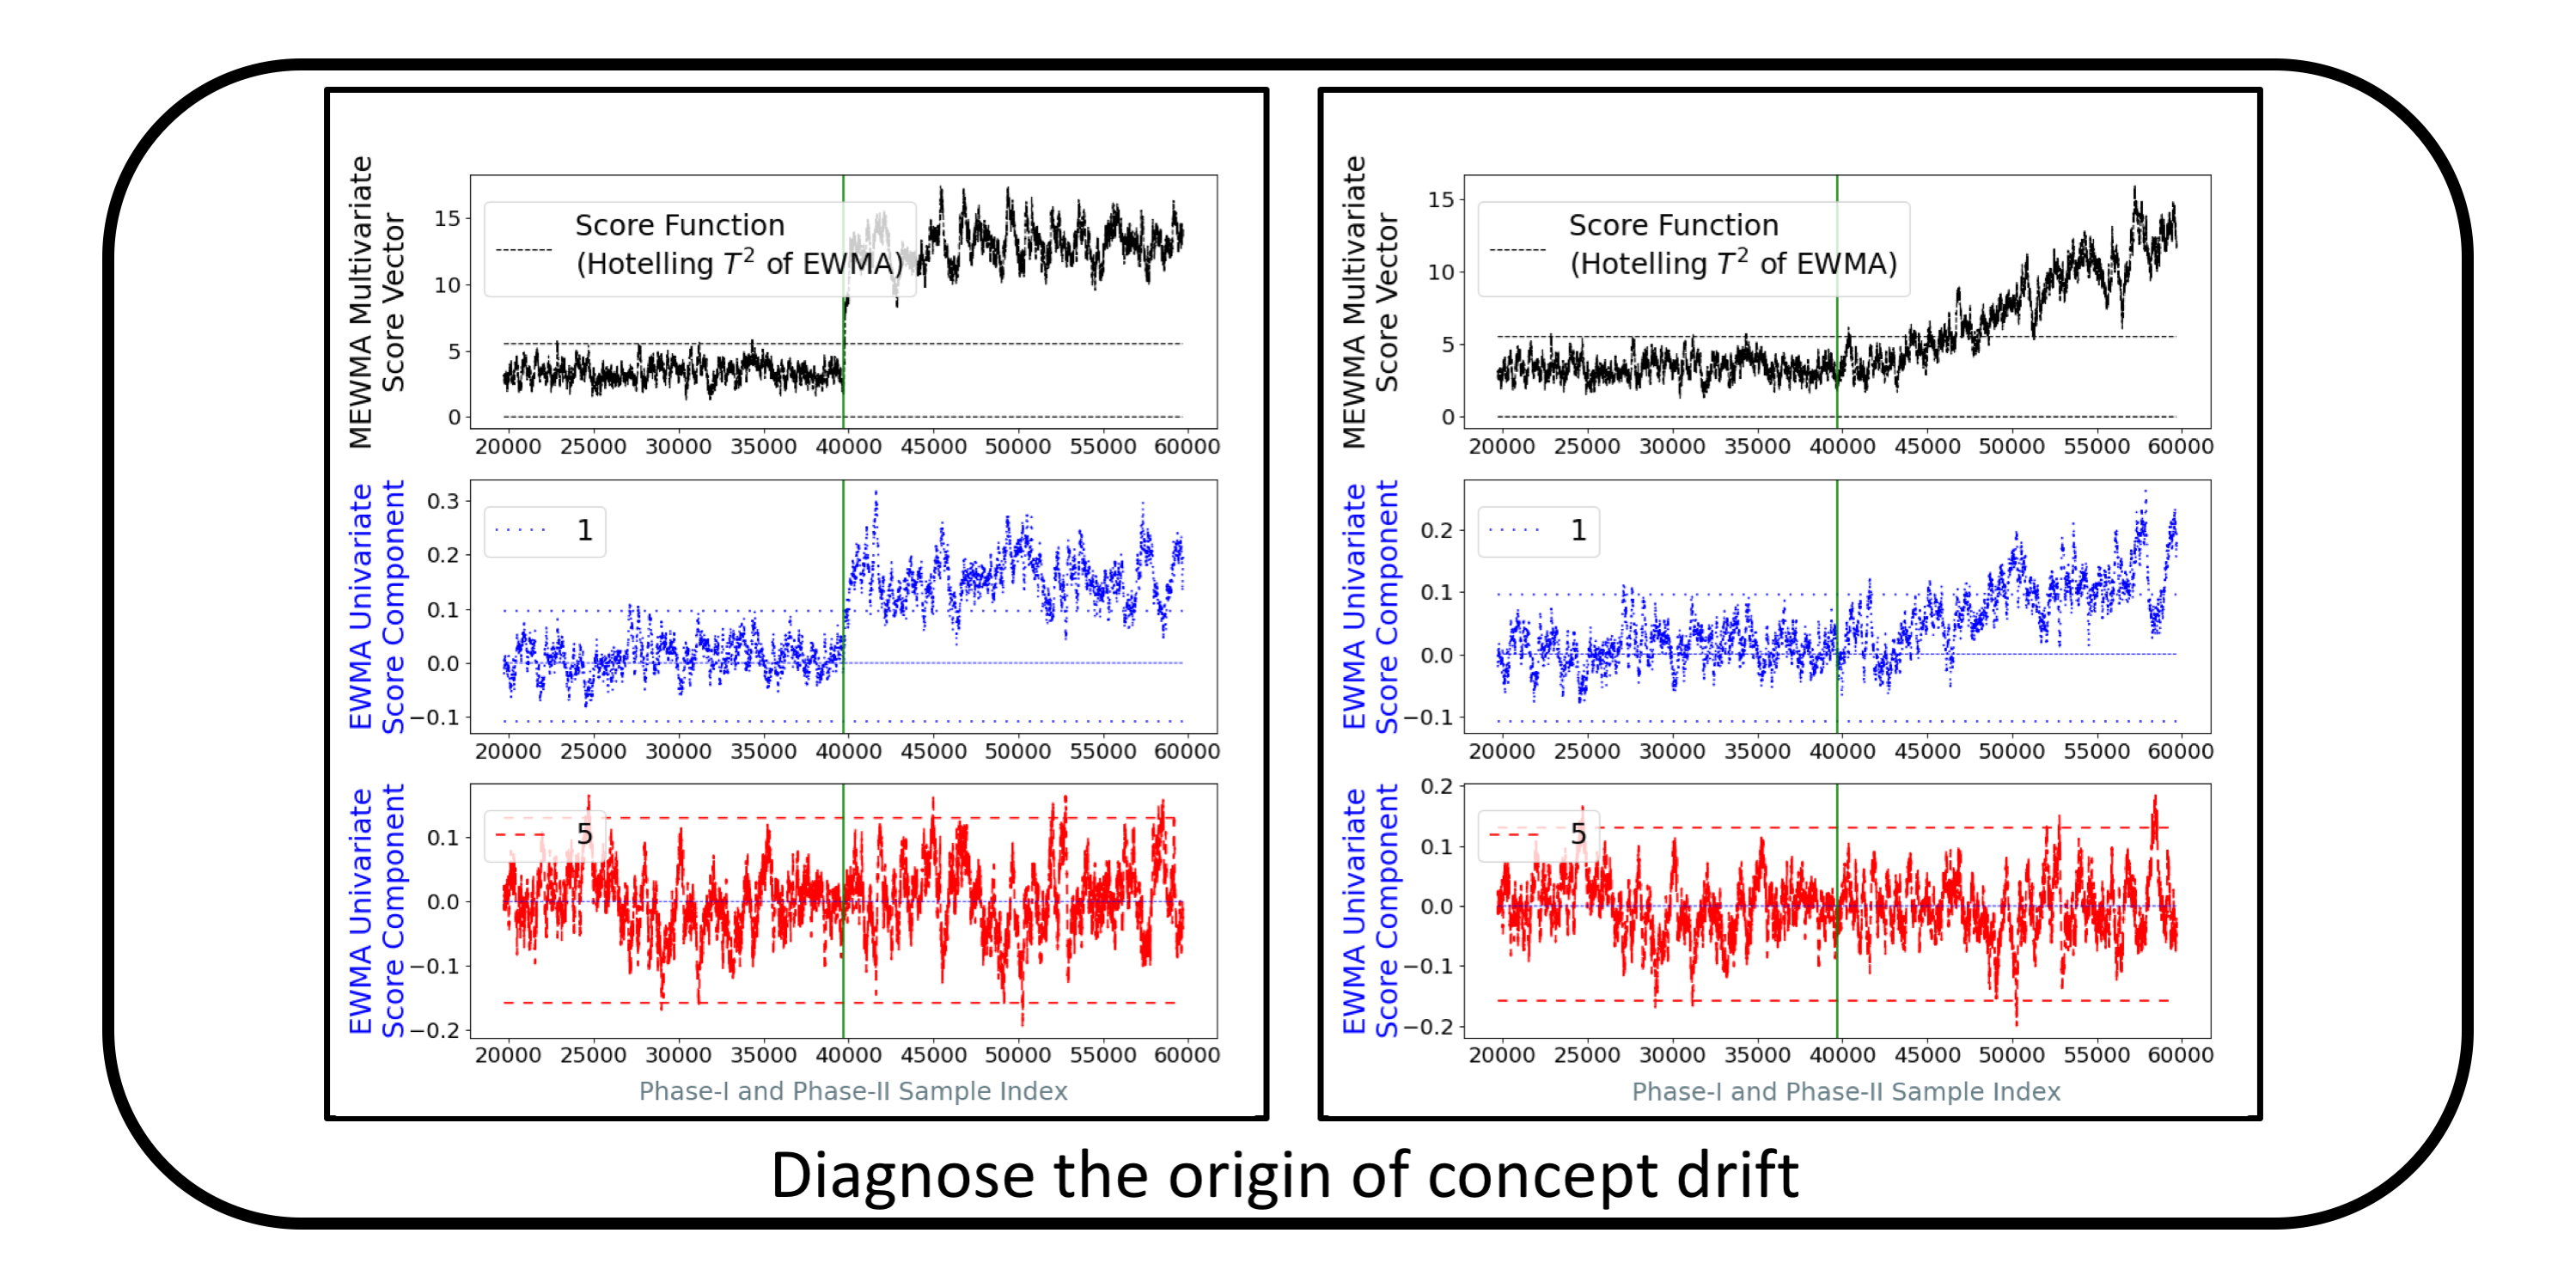 MEWMA Multivariate
Score Vector
15
10
5
0
Score Function
(Hotelling T² of EWMA)
20000 25000 30000 35000 40000 45000 50000 55000 60000
EWMA Univariate
Score Component
0.3
0.2
0.1
0.0
−0.1
1
20000 25000 30000 35000 40000 45000 50000 55000 60000
EWMA Univariate
Score Component
0.1
0.0
−0.1
−0.2
5
20000 25000 30000 35000 40000 45000 50000 55000 60000
Phase-I and Phase-II Sample Index
MEWMA Multivariate
Score Vector
15
10
5
0
Score Function
(Hotelling T² of EWMA)
20000 25000 30000 35000 40000 45000 50000 55000 60000
EWMA Univariate
Score Component
0.2
0.1
0.0
−0.1
1
20000 25000 30000 35000 40000 45000 50000 55000 60000
EWMA Univariate
Score Component
0.2
0.1
0.0
−0.1
−0.2
5
20000 25000 30000 35000 40000 45000 50000 55000 60000
Phase-I and Phase-II Sample Index
Diagnose the origin of concept drift